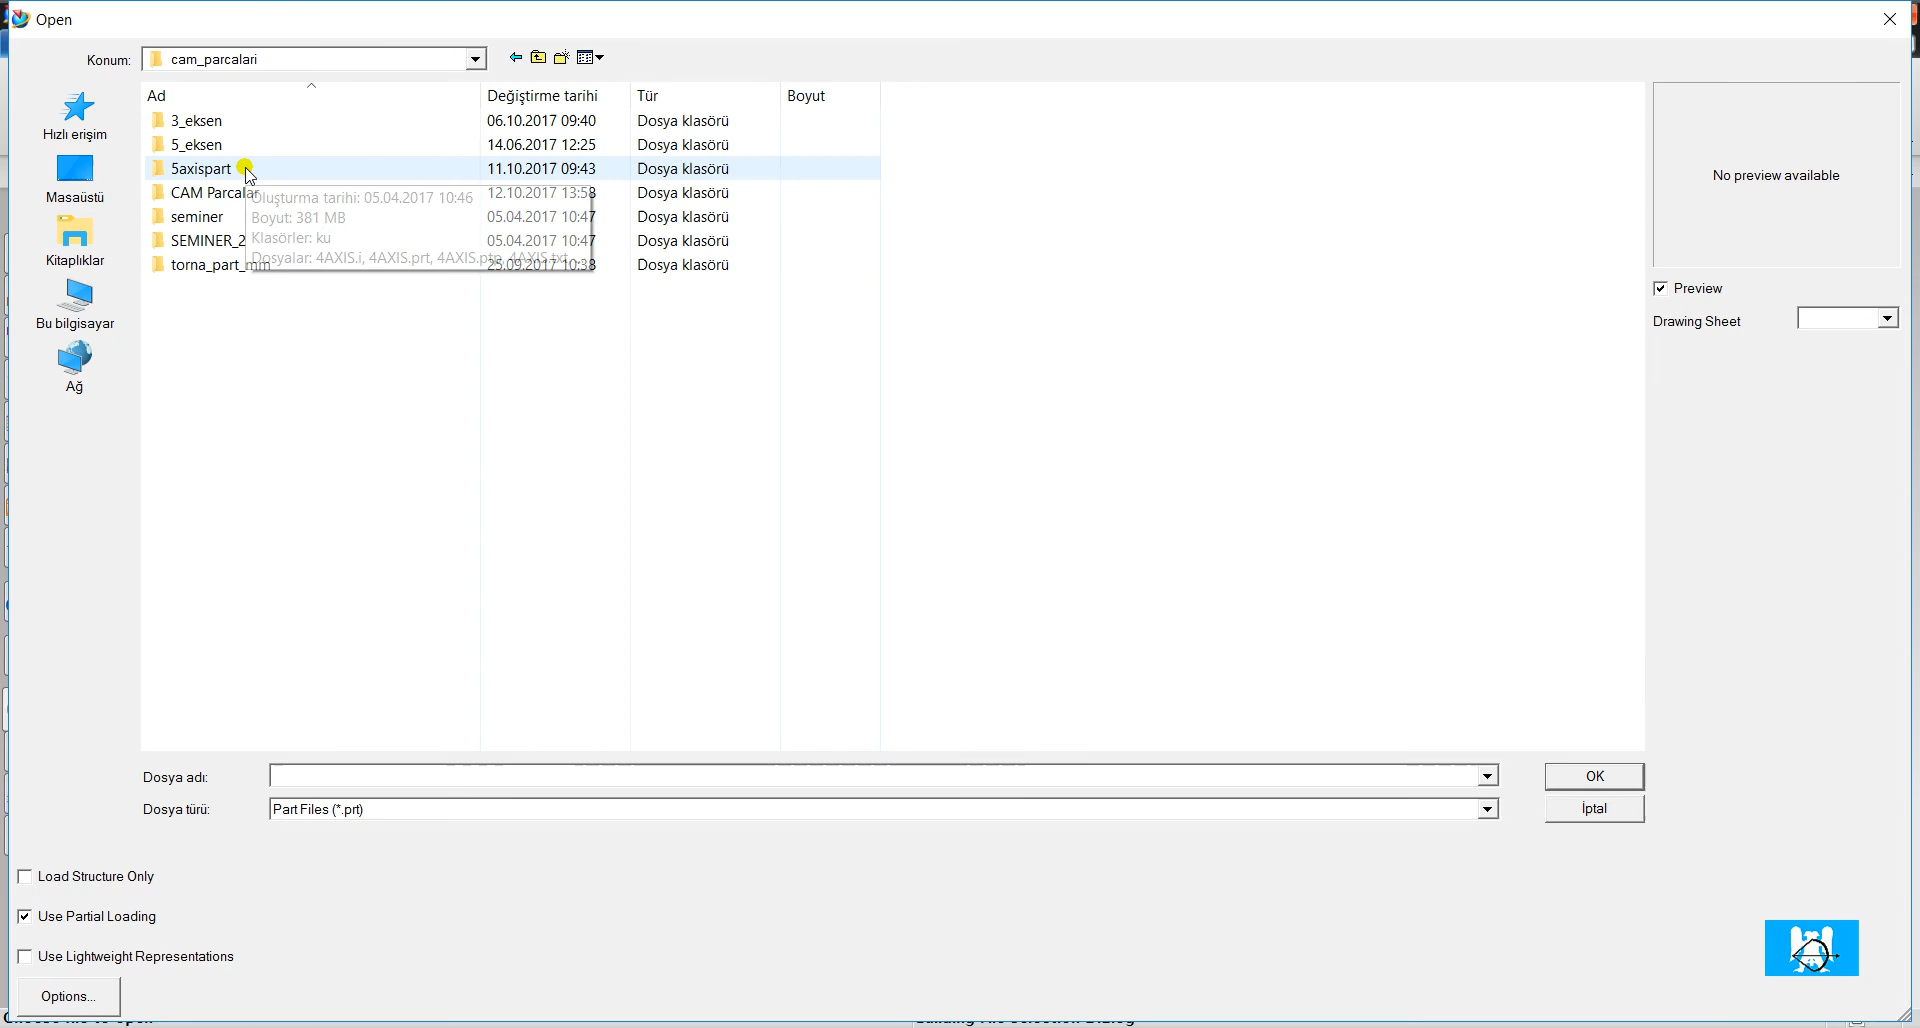 Open
Konum: cam_parcalari
Ad Değiştirme tarihi Tür Boyut
3_eksen 06.10.2017 09:40 Dosya klasörü
5_eksen 14.06.2017 12:25 Dosya klasörü
5axispart 11.10.2017 09:43 Dosya klasörü
CAM Parcalar 12.10.2017 13:58 Dosya klasörü
seminer 05.04.2017 10:47 Dosya klasörü
SEMINER_2 05.04.2017 10:47 Dosya klasörü
torna_part_mm 25.09.2017 10:38 Dosya klasörü
Oluşturma tarihi: 05.04.2017 10:46
Boyut: 381 MB
Klasörler: ku
Dosyalar: 4AXIS.i, 4AXIS.prt, 4AXIS.ptp, 4AXIS.txt
Hızlı erişim
Masaüstü
Kitaplıklar
Bu bilgisayar
Ağ
No preview available
Preview
Drawing Sheet
Dosya adı:
OK
Dosya türü: Part Files (*.prt)
İptal
Load Structure Only
Use Partial Loading
Use Lightweight Representations
Options...